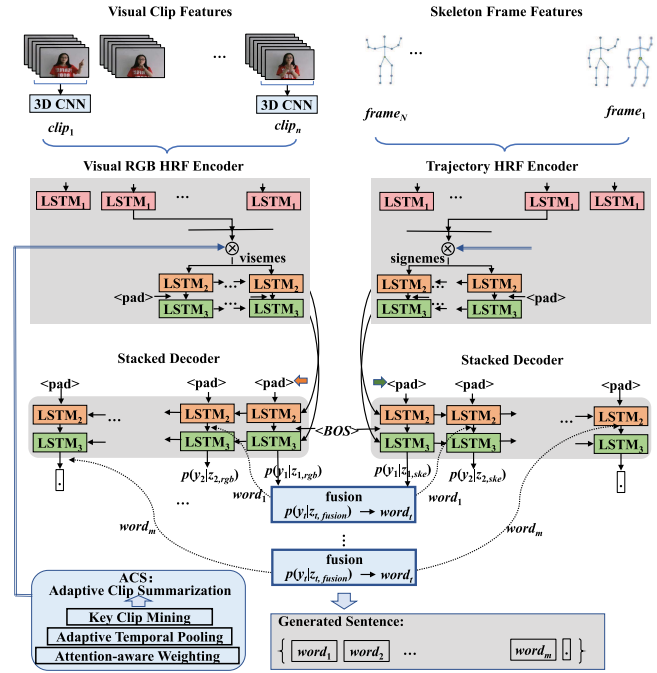 Visual Clip Features
Skeleton Frame Features
...
...
3D CNN
3D CNN
clip1
clipn
frameN
frame1
Visual RGB HRF Encoder
Trajectory HRF Encoder
LSTM1
LSTM1
...
LSTM1
LSTM1
...
LSTM1
LSTM1
visemes
signemes
LSTM2
...
LSTM2
LSTM2
...
LSTM2
<pad>
LSTM3
...
LSTM3
LSTM3
...
LSTM3
<pad>
Stacked Decoder
Stacked Decoder
<pad>
<pad>
<pad>
<pad>
<pad>
<pad>
LSTM2
...
LSTM2
LSTM2
LSTM2
LSTM2
...
LSTM2
<BOS>
LSTM3
LSTM3
LSTM3
LSTM3
LSTM3
LSTM3
.
p(y2|z2,rgb)
p(y1|z1,rgb)
p(y1|z1,ske)
p(y2|z2,ske)
.
...
word1
word1
fusion
p(yt|zt, fusion) → wordt
wordm
wordm
...
fusion
p(yt|zt, fusion) → wordt
ACS:
Adaptive Clip Summarization
Key Clip Mining
Adaptive Temporal Pooling
Attention-aware Weighting
Generated Sentence:
{ word1 word2 ... wordm . }